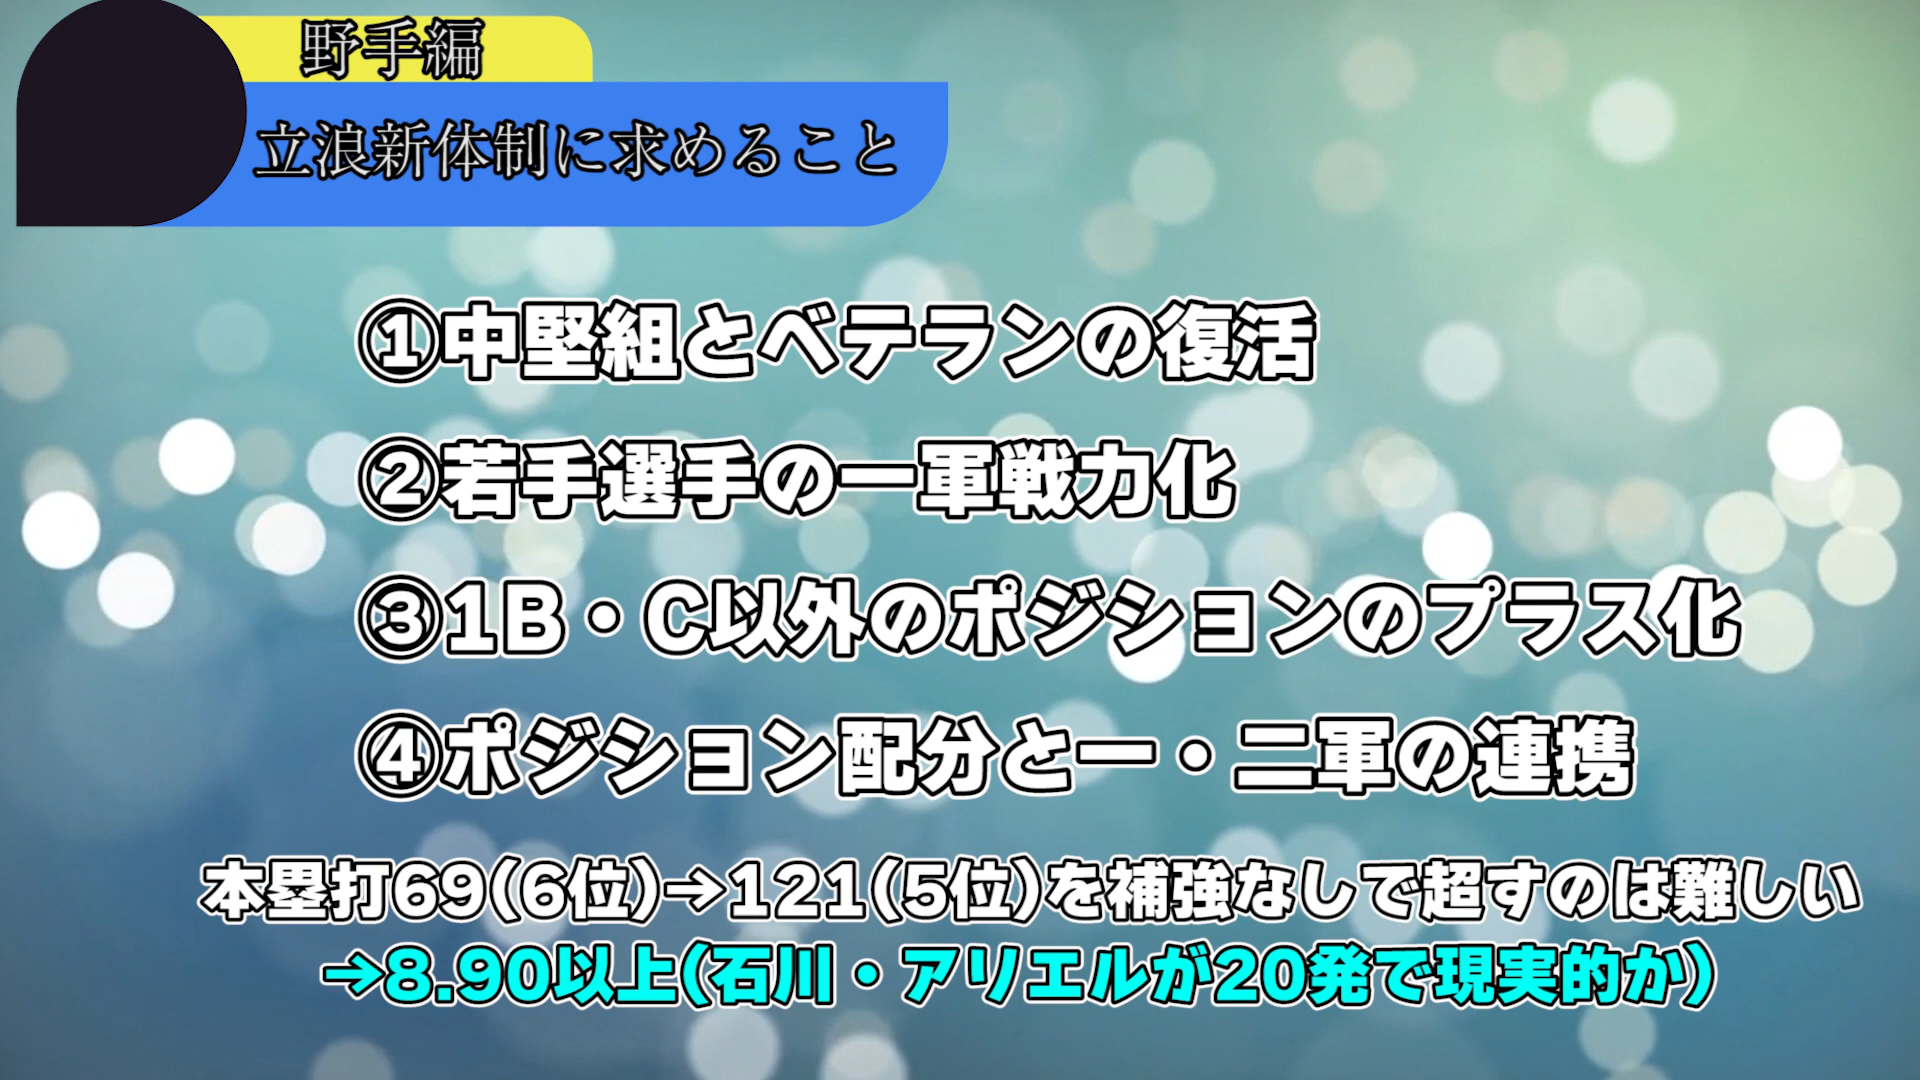 野手編
立浪新体制に求めること
①中堅組とベテランの復活
②若手選手の一軍戦力化
③1B・C以外のポジションのプラス化
④ポジション配分と一・二軍の連携
本塁打69(6位)→121(5位)を補強なしで超すのは難しい
→8.90以上(石川・アリエルが20発で現実的か)